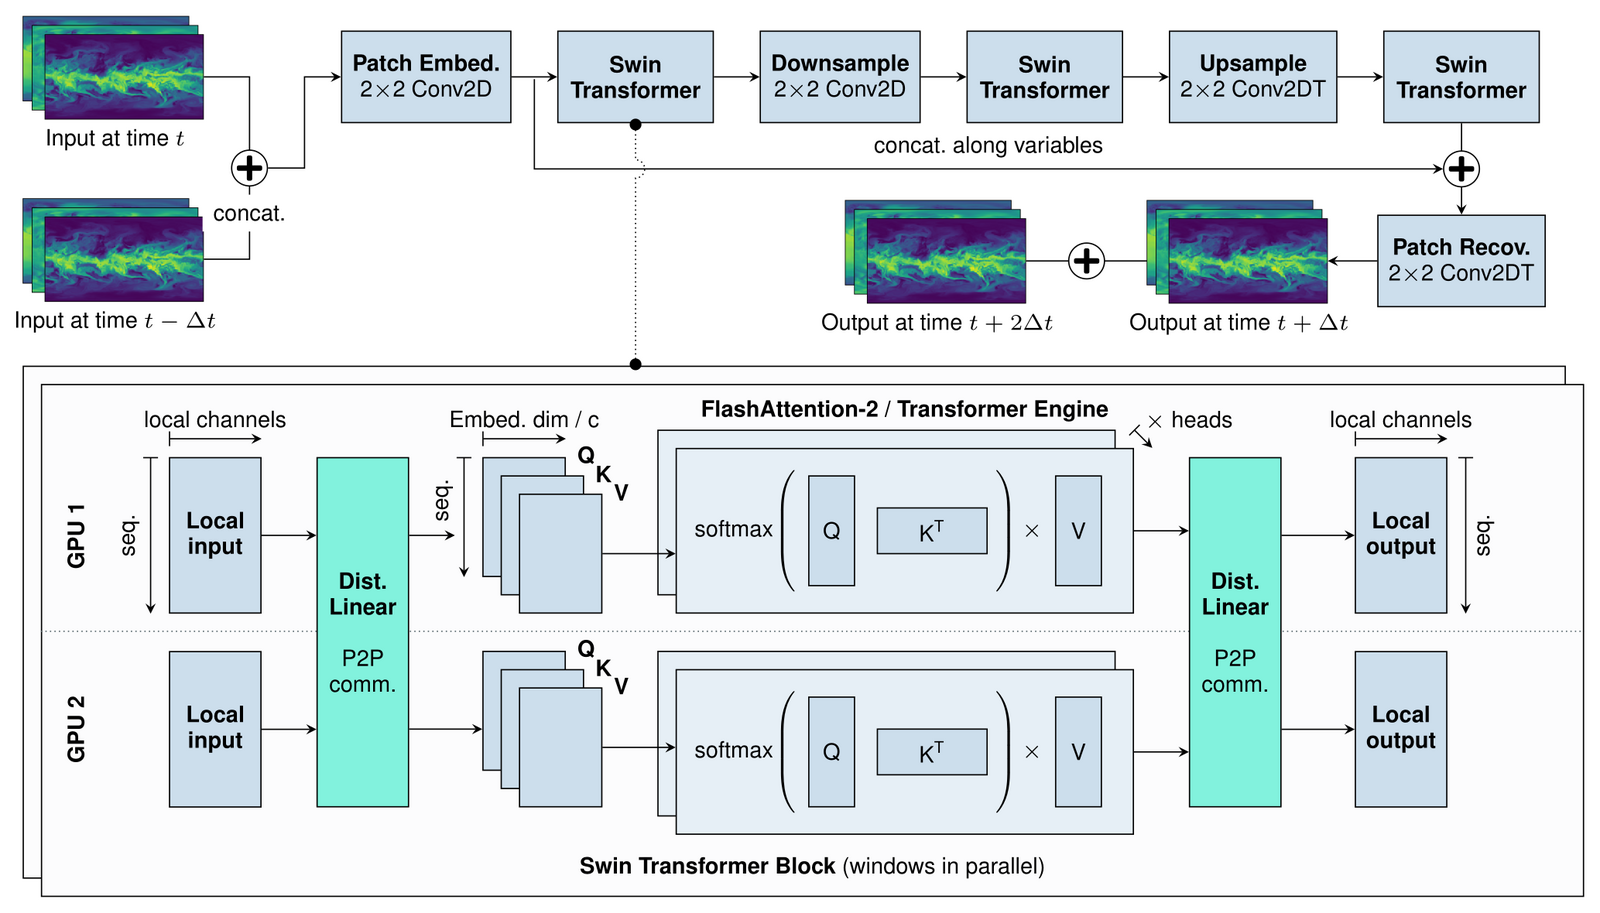 Input at time t
Input at time t − Δt
concat.
Patch Embed.
2×2 Conv2D
Swin
Transformer
Downsample
2×2 Conv2D
Swin
Transformer
Upsample
2×2 Conv2DT
Swin
Transformer
concat. along variables
Patch Recov.
2×2 Conv2DT
Output at time t + 2Δt
Output at time t + Δt
FlashAttention-2 / Transformer Engine
local channels
Embed. dim / c
× heads
local channels
GPU 1
seq.
Local
input
Dist.
Linear
P2P
comm.
seq.
Q
K
V
softmax ( Q Kᵀ ) × V
Dist.
Linear
P2P
comm.
Local
output
seq.
GPU 2
Local
input
Q
K
V
softmax ( Q Kᵀ ) × V
Local
output
Swin Transformer Block (windows in parallel)